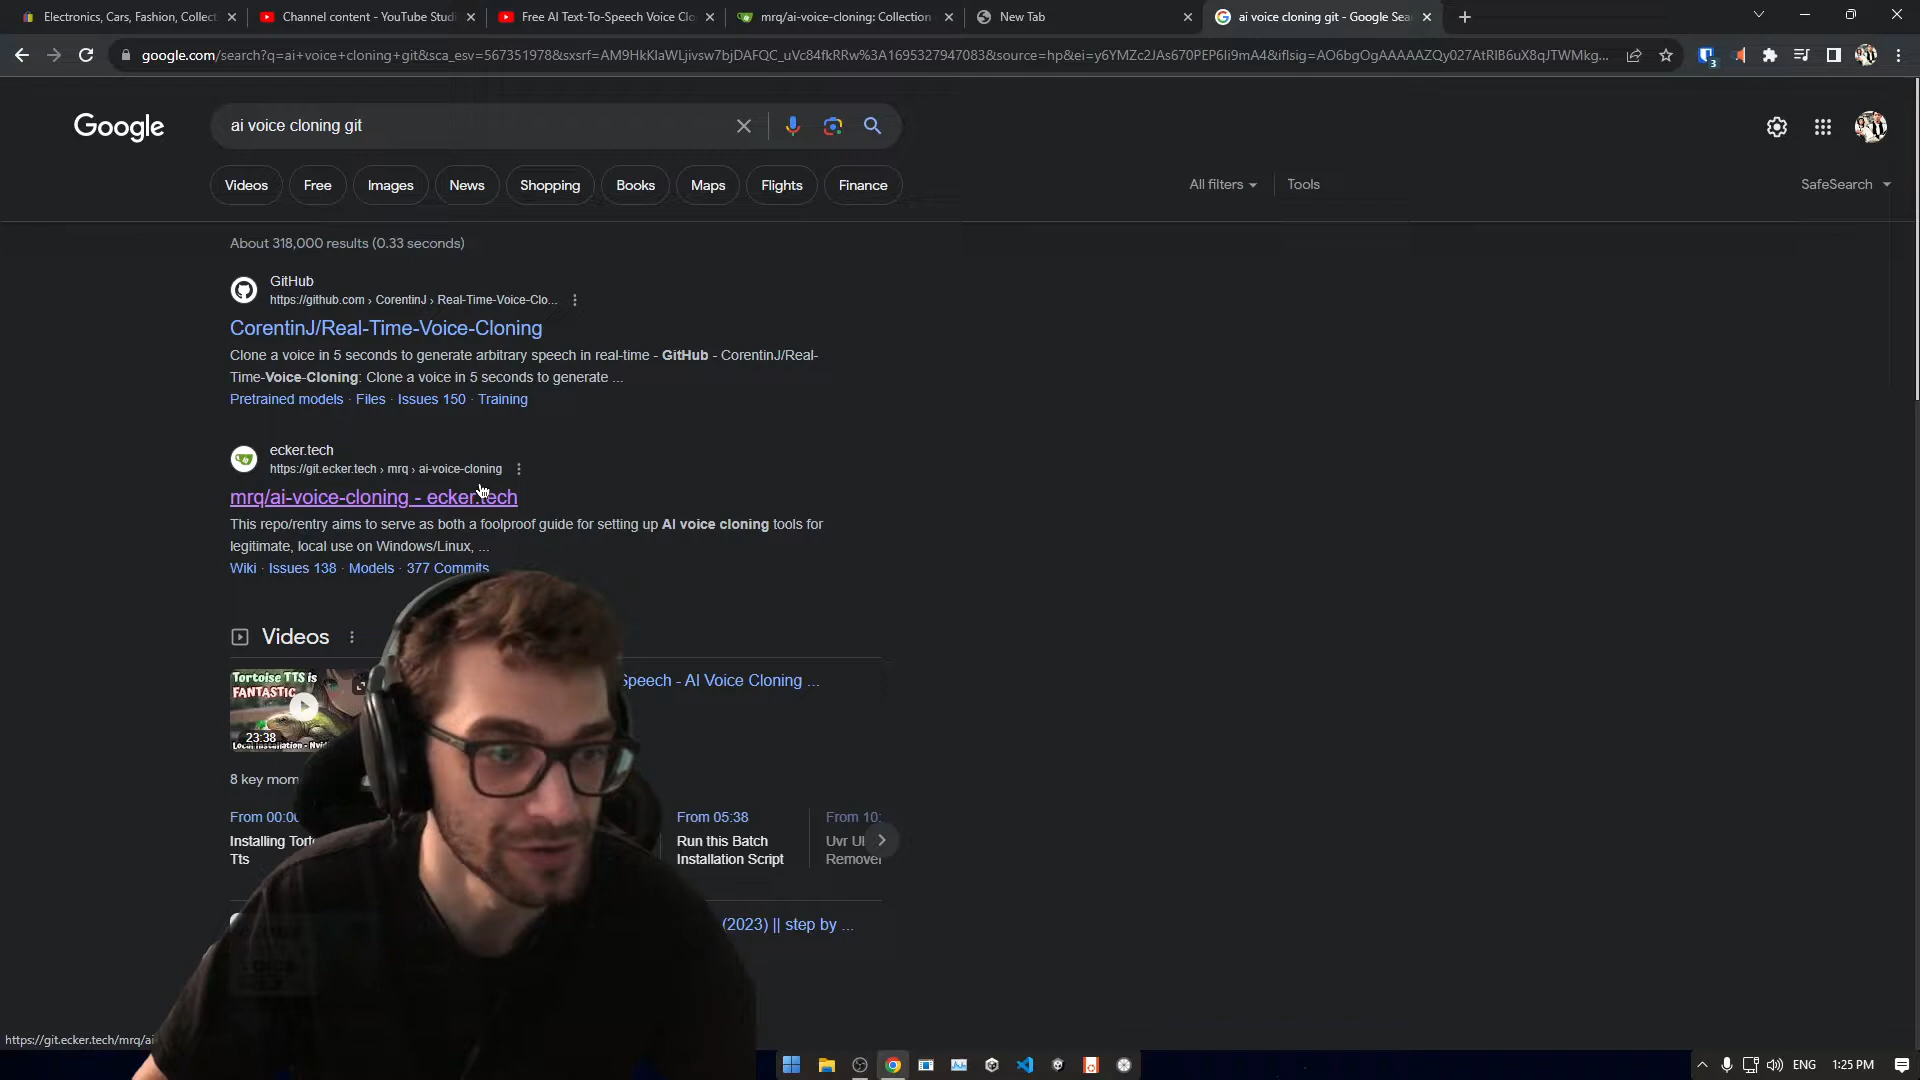 Electronics, Cars, Fashion, Collect
Channel content - YouTube Studi
Free AI Text-To-Speech Voice Clo
mrq/ai-voice-cloning: Collection
New Tab
ai voice cloning git - Google Sea
google.com/search?q=ai+voice+cloning+git&sca_esv=567351978&sxsrf=AM9HkKlaWLjivsw7bjDAFQC_uVc84fkRRw%3A1695327947083&source=hp&ei=y6YMZc2JAs670PEP6li9mA4&iflsig=AO6bgOgAAAAAZQy027AtRIB6uX8qJTWMkg...
3
Google
ai voice cloning git
Videos
Free
Images
News
Shopping
Books
Maps
Flights
Finance
All filters
Tools
SafeSearch
About 318,000 results (0.33 seconds)
GitHub
https://github.com › CorentinJ › Real-Time-Voice-Clo...
CorentinJ/Real-Time-Voice-Cloning
Clone a voice in 5 seconds to generate arbitrary speech in real-time - GitHub - CorentinJ/Real-
Time-Voice-Cloning: Clone a voice in 5 seconds to generate ...
Pretrained models · Files · Issues 150 · Training
ecker.tech
https://git.ecker.tech › mrq › ai-voice-cloning
mrq/ai-voice-cloning - ecker.tech
This repo/rentry aims to serve as both a foolproof guide for setting up AI voice cloning tools for
legitimate, local use on Windows/Linux, ...
Wiki · Issues 138 · Models · 377 Commits
Videos
Tortoise TTS is
FANTASTIC
23:38
Local Installation - Nvidi
Speech - AI Voice Cloning ...
8 key mom
From 00:00
Installing Tort
Tts
From 05:38
Run this Batch
Installation Script
From 10:
Uvr UI
Remover
(2023) || step by ...
https://git.ecker.tech/mrq/ai
ENG
1:25 PM